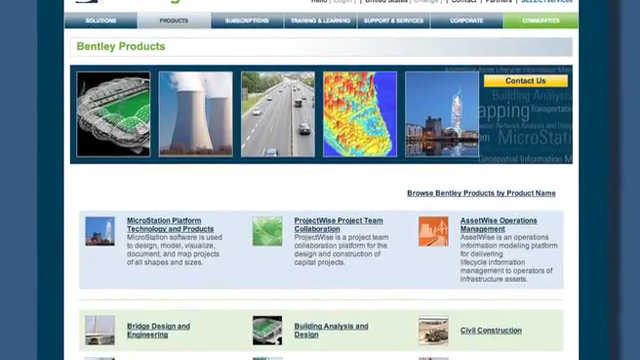 Hello [ Login ] | United States [ Change ] | Contact | Partners | SELECTservices
SOLUTIONS PRODUCTS SUBSCRIPTIONS TRAINING & LEARNING SUPPORT & SERVICES CORPORATE COMMUNITIES
Bentley Products
Contact Us
Building Analysis
apping Transportation
MicroStation
Geospatial Information
Browse Bentley Products by Product Name
MicroStation Platform
Technology and Products
MicroStation software is used
to design, model, visualize,
document, and map projects
of all shapes and sizes.
ProjectWise Project Team
Collaboration
ProjectWise is a project team
collaboration platform for the
design and construction of
capital projects.
AssetWise Operations
Management
AssetWise is an operations
information modeling platform
for delivering
lifecycle information
management to operators of
infrastructure assets.
Bridge Design and
Engineering
Building Analysis and
Design
Civil Construction